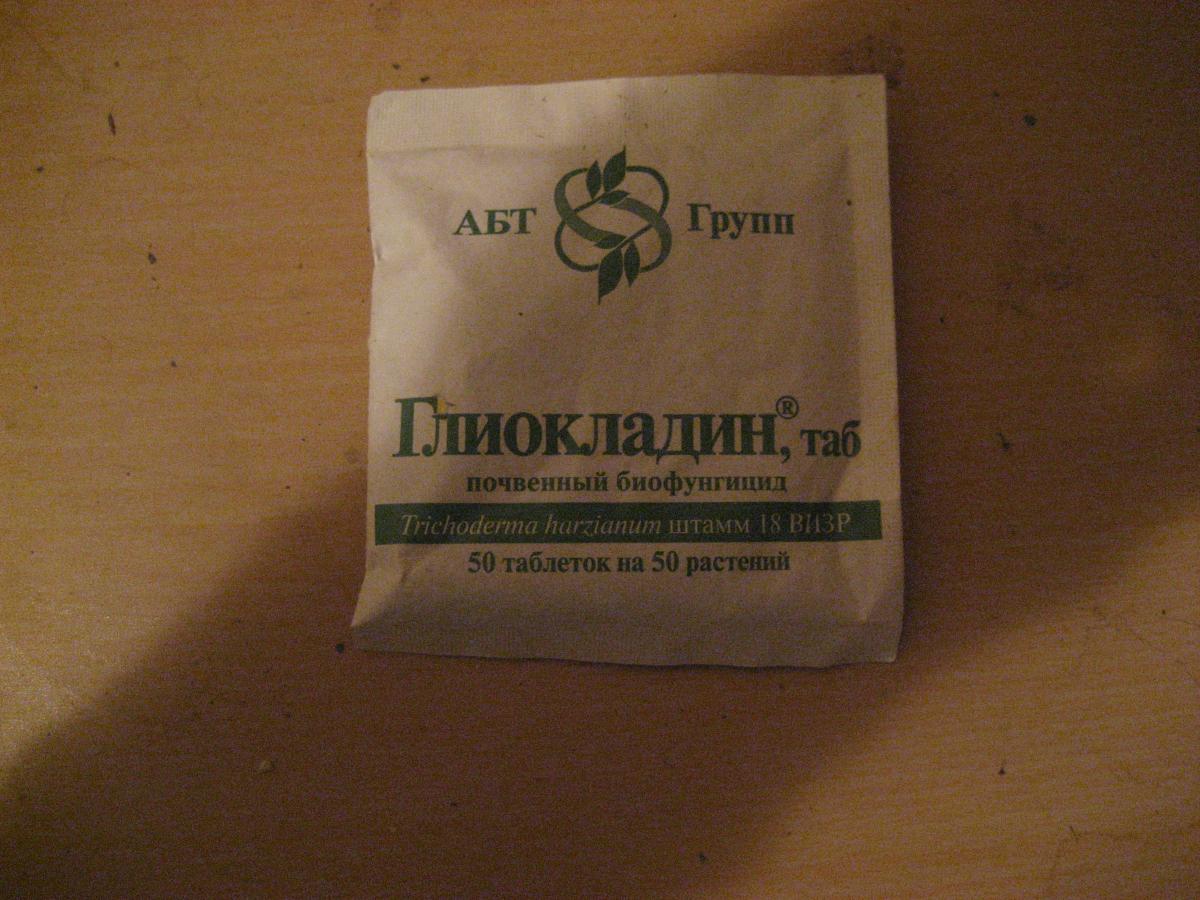 АБТ Групп
Глиокладин®, таб
почвенный биофунгицид
Trichoderma harzianum штамм 18 ВИЗР
50 таблеток на 50 растений